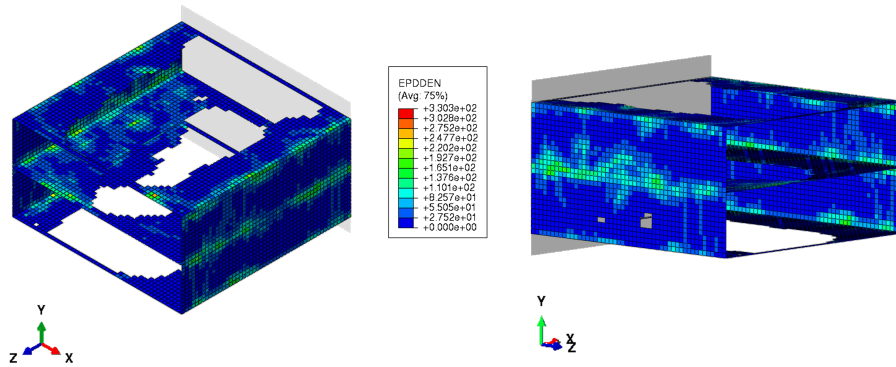 EPDDEN
(Avg: 75%)
+3.303e+02
+3.028e+02
+2.752e+02
+2.477e+02
+2.202e+02
+1.927e+02
+1.651e+02
+1.376e+02
+1.101e+02
+8.257e+01
+5.505e+01
+2.752e+01
+0.000e+00
Y
Z
X
Y
X
Z